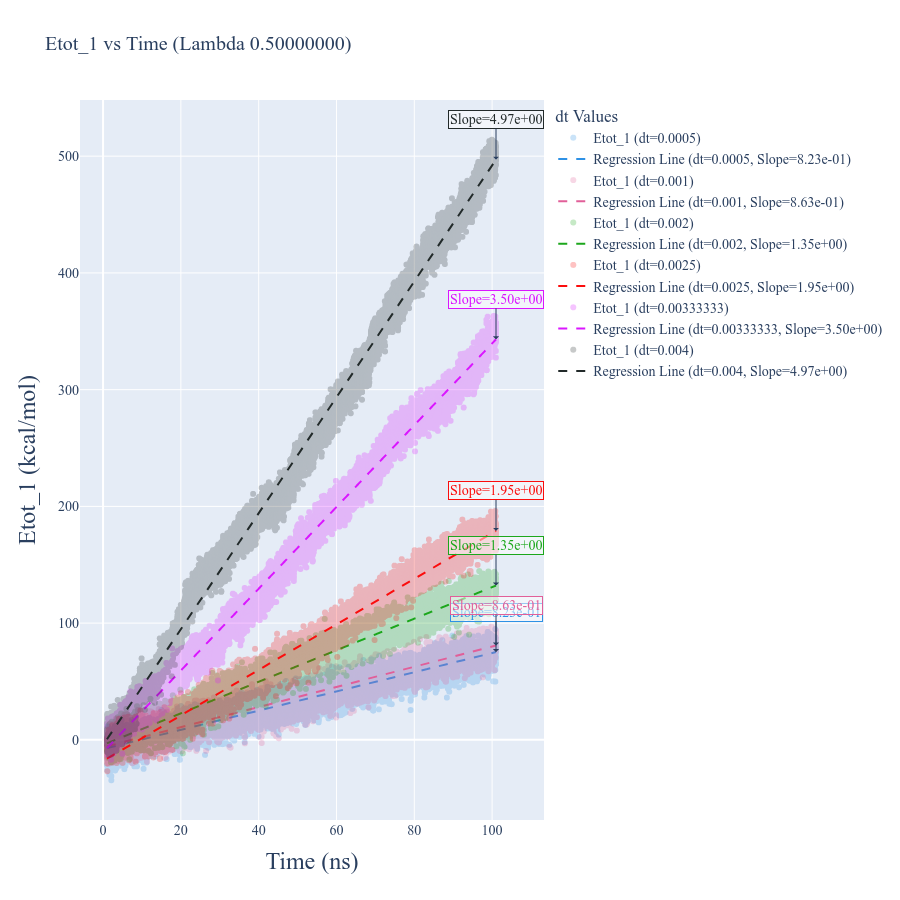 Etot_1 vs Time (Lambda 0.50000000)
Etot_1 (kcal/mol)
500
400
300
200
100
0
0
20
40
60
80
100
Time (ns)
Slope=4.97e+00
Slope=3.50e+00
Slope=1.95e+00
Slope=1.35e+00
Slope=8.63e-01
dt Values
Etot_1 (dt=0.0005)
Regression Line (dt=0.0005, Slope=8.23e-01)
Etot_1 (dt=0.001)
Regression Line (dt=0.001, Slope=8.63e-01)
Etot_1 (dt=0.002)
Regression Line (dt=0.002, Slope=1.35e+00)
Etot_1 (dt=0.0025)
Regression Line (dt=0.0025, Slope=1.95e+00)
Etot_1 (dt=0.00333333)
Regression Line (dt=0.00333333, Slope=3.50e+00)
Etot_1 (dt=0.004)
Regression Line (dt=0.004, Slope=4.97e+00)